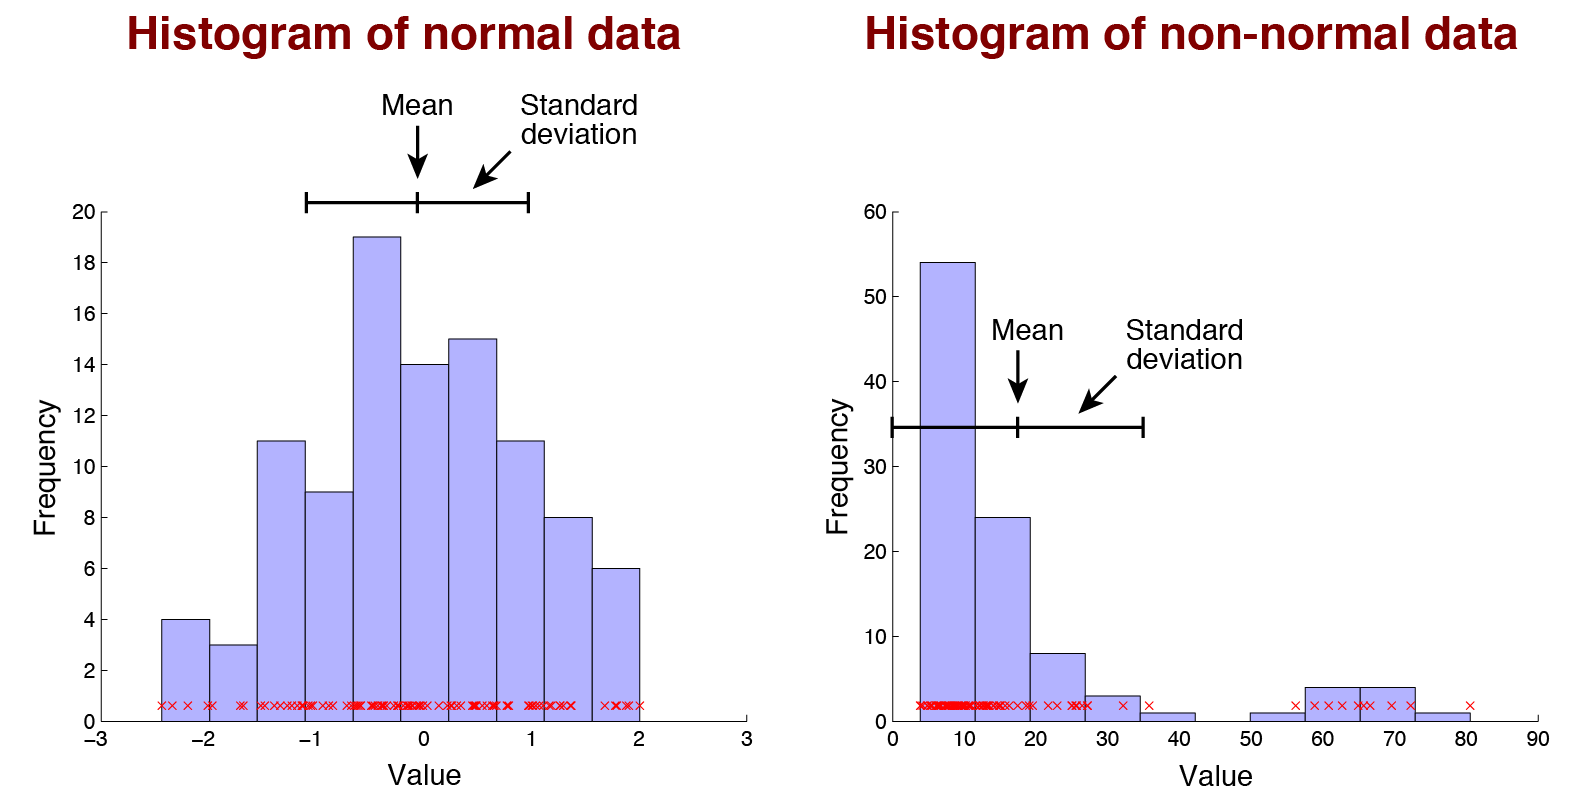 Histogram of normal data
Mean
Standard
deviation
20
18
16
14
12
10
8
6
4
2
0
Frequency
−3
−2
−1
0
1
2
3
Value
Histogram of non-normal data
60
50
40
30
20
10
0
Frequency
Mean
Standard
deviation
0
10
20
30
40
50
60
70
80
90
Value